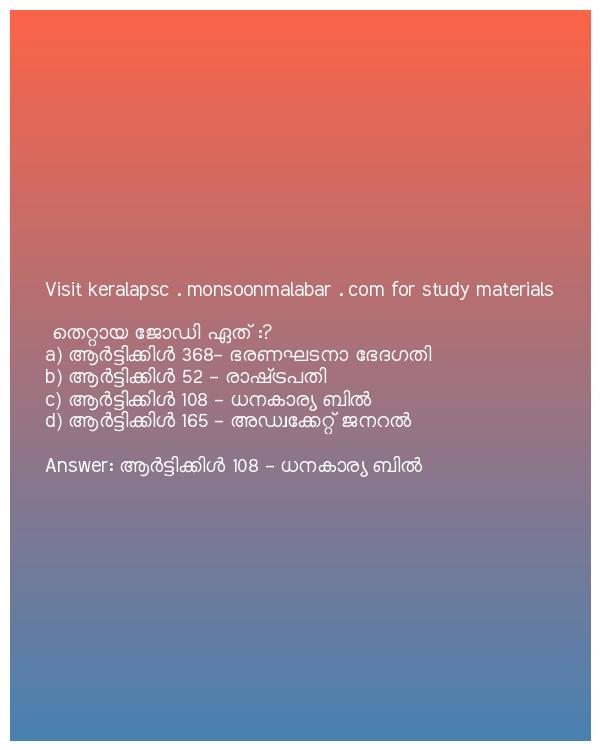 Visit keralapsc . monsoonmalabar . com for study materials
തെറ്റായ ജോഡി ഏത് :?
a) ആർട്ടിക്കിൾ 368- ഭരണഘടനാ ഭേദഗതി
b) ആർട്ടിക്കിൾ 52 - രാഷ്ട്രപതി
c) ആർട്ടിക്കിൾ 108 - ധനകാര്യ ബിൽ
d) ആർട്ടിക്കിൾ 165 - അഡ്വക്കേറ്റ് ജനറൽ
Answer: ആർട്ടിക്കിൾ 108 - ധനകാര്യ ബിൽ